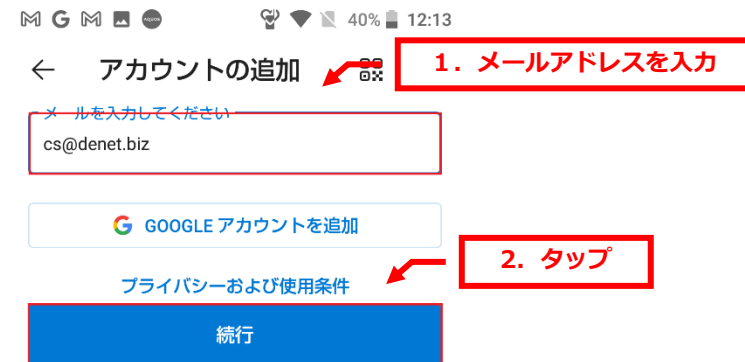 40% 12:13
アカウントの追加
1．メールアドレスを入力
メールを入力してください
cs@denet.biz
GOOGLE アカウントを追加
2．タップ
プライバシーおよび使用条件
続行